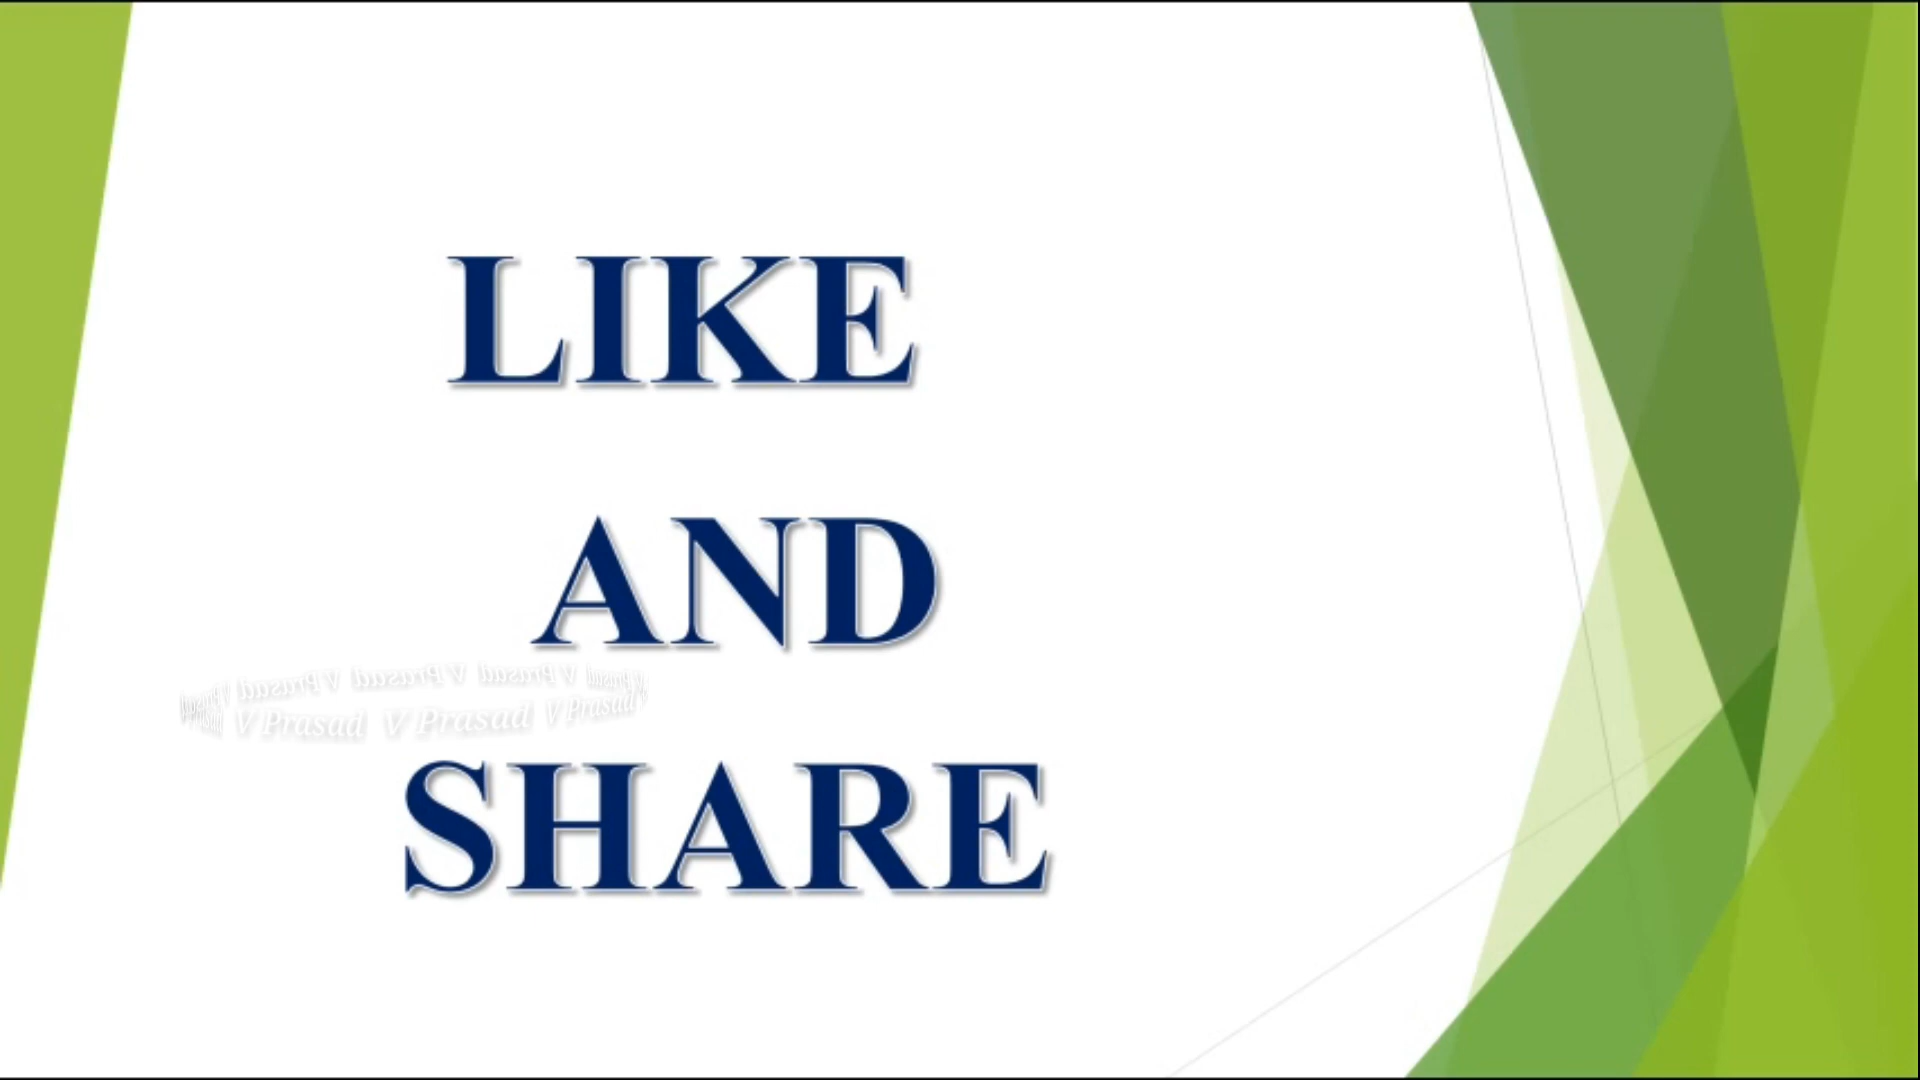 LIKE
AND
V Prasad V Prasad V Prasad
SHARE